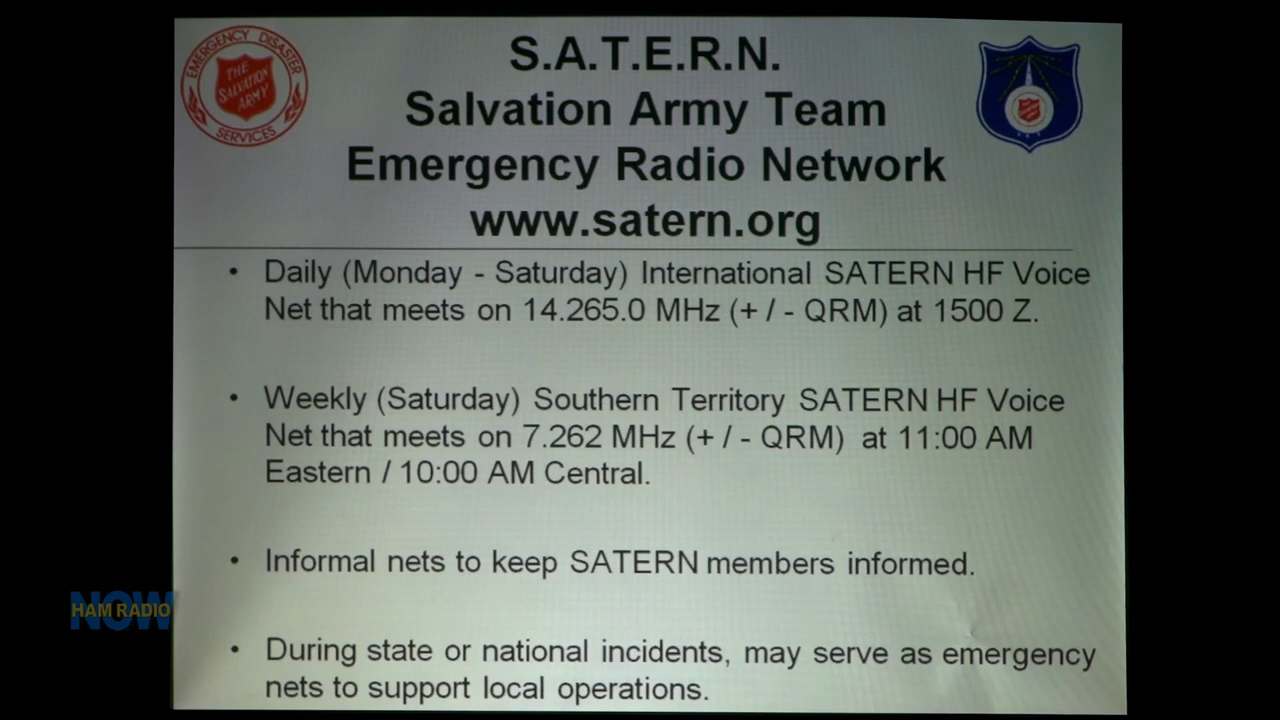 EMERGENCY DISASTER
THE
SALVATION
ARMY
SERVICES
S.A.T.E.R.N.
Salvation Army Team
Emergency Radio Network
www.satern.org
• Daily (Monday - Saturday) International SATERN HF Voice
Net that meets on 14.265.0 MHz (+ / - QRM) at 1500 Z.
• Weekly (Saturday) Southern Territory SATERN HF Voice
Net that meets on 7.262 MHz (+ / - QRM) at 11:00 AM
Eastern / 10:00 AM Central.
• Informal nets to keep SATERN members informed.
• During state or national incidents, may serve as emergency
nets to support local operations.
HAM RADIO
NOW